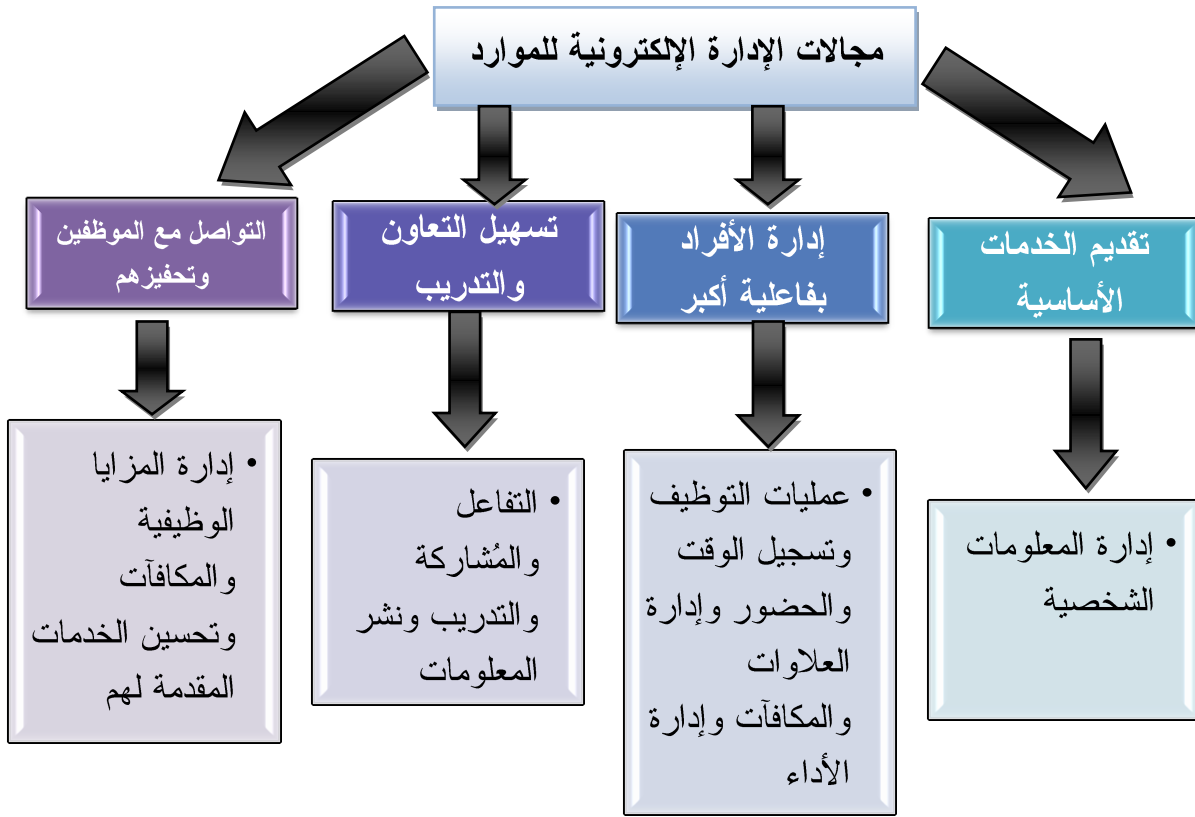 مجالات الإدارة الإلكترونية للموارد
تقديم الخدمات
الأساسية
إدارة الأفراد
بفاعلية أكبر
تسهيل التعاون
والتدريب
التواصل مع الموظفين
وتحفيزهم
• إدارة المعلومات
الشخصية
• عمليات التوظيف
وتسجيل الوقت
والحضور وإدارة
العلاوات
والمكافآت وإدارة
الأداء
• التفاعل
والمُشاركة
والتدريب ونشر
المعلومات
• إدارة المزايا
الوظيفية
والمكافآت
وتحسين الخدمات
المقدمة لهم